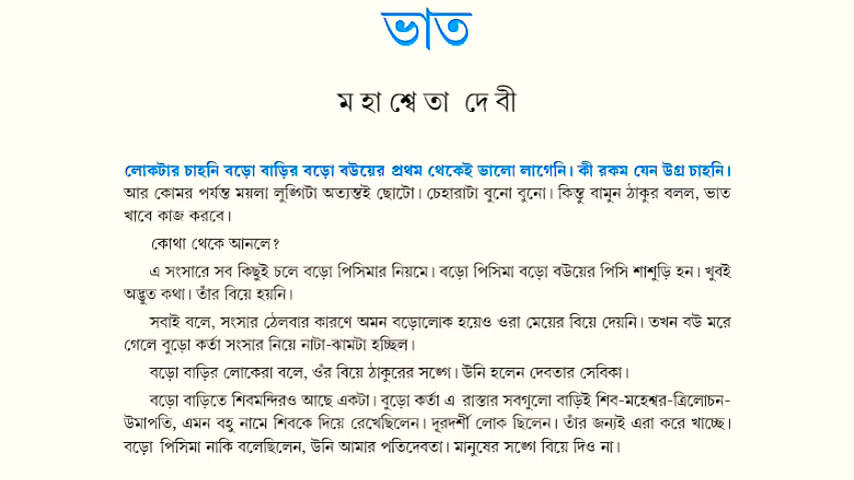 ভাত
মহাশ্বেতা দেবী
লোকটার চাহনি বড়ো বাড়ির বড়ো বউয়ের প্রথম থেকেই ভালো লাগেনি। কী রকম যেন উগ্র চাহনি।
আর কোমর পর্যন্ত ময়লা লুঙ্গিটা অত্যন্তই ছোটো। চেহারাটা বুনো বুনো। কিন্তু বামুন ঠাকুর বলল, ভাত
খাবে কাজ করবে।
কোথা থেকে আনলে?
এ সংসারে সব কিছুই চলে বড়ো পিসিমার নিয়মে। বড়ো পিসিমা বড়ো বউয়ের পিসি শাশুড়ি হন। খুবই
অদ্ভুত কথা। তাঁর বিয়ে হয়নি।
সবাই বলে, সংসার ঠেলবার কারণে অমন বড়োলোক হয়েও ওরা মেয়ের বিয়ে দেয়নি। তখন বউ মরে
গেলে বুড়ো কর্তা সংসার নিয়ে নাটা-ঝামটা হচ্ছিল।
বড়ো বাড়ির লোকেরা বলে, ওঁর বিয়ে ঠাকুরের সঙ্গে। উনি হলেন দেবতার সেবিকা।
বড়ো বাড়িতে শিবমন্দিরও আছে একটা। বুড়ো কর্তা এ রাস্তার সবগুলো বাড়িই শিব-মহেশ্বর-ত্রিলোচন-
উমাপতি, এমন বহু নামে শিবকে দিয়ে রেখেছিলেন। দূরদর্শী লোক ছিলেন। তাঁর জন্যই এরা করে খাচ্ছে।
বড়ো পিসিমা নাকি বলেছিলেন, উনি আমার পতিদেবতা। মানুষের সঙ্গে বিয়ে দিও না।